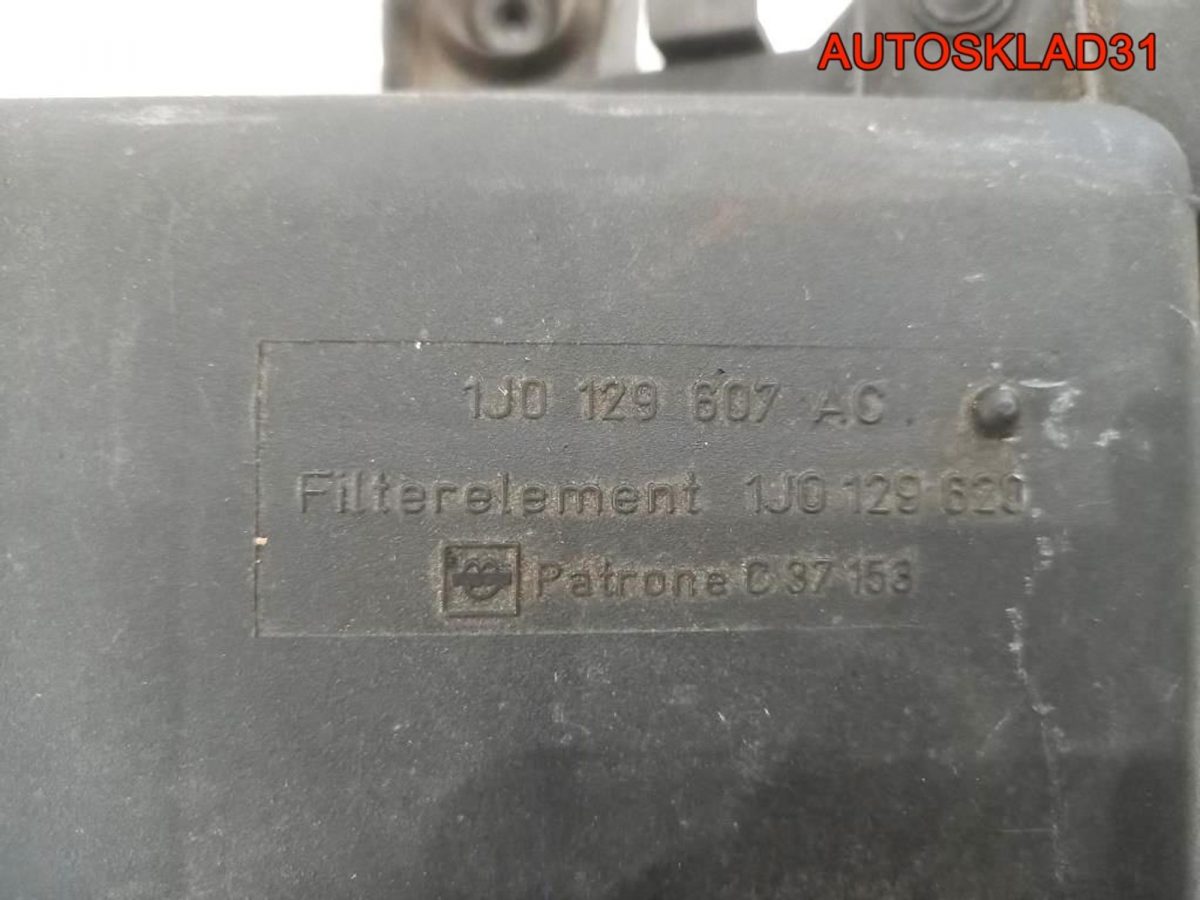 AUTOSKLAD31
1J0 129 607 AC
Filterelement 1J0 129 620
Patrone C 37 153